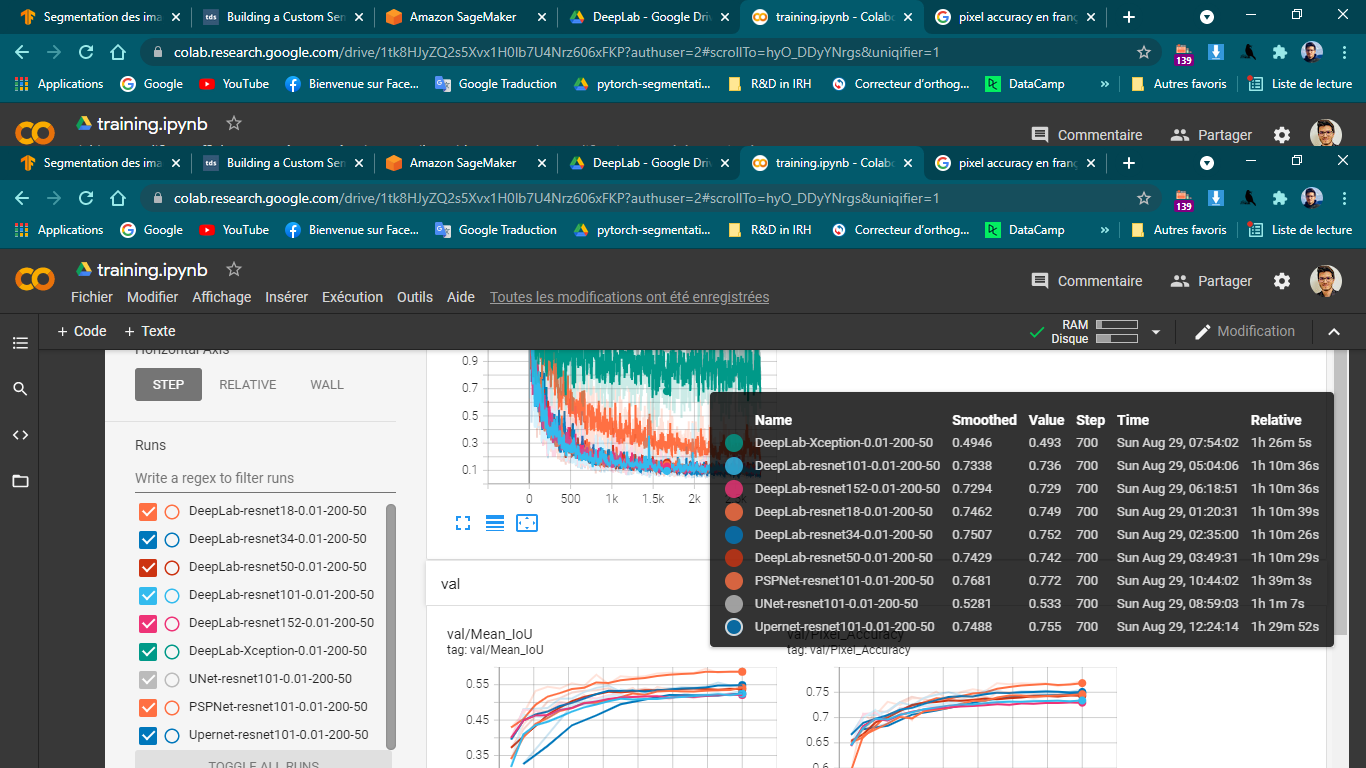 Segmentation des ima
Building a Custom Ser
Amazon SageMaker
DeepLab - Google Driv
training.ipynb - Colabo
pixel accuracy en franç
colab.research.google.com/drive/1tk8HJyZQ2s5Xvx1H0Ib7U4Nrz606xFKP?authuser=2#scrollTo=hyO_DDyYNrgs&uniqifier=1
139
Applications Google YouTube Bienvenue sur Face... Google Traduction pytorch-segmentati... R&D in IRH Correcteur d'orthog... DataCamp » Autres favoris Liste de lecture
training.ipynb
Commentaire Partager
Segmentation des ima
tds Building a Custom Ser
Amazon SageMaker
DeepLab - Google Driv
training.ipynb - Colabo
pixel accuracy en franç
colab.research.google.com/drive/1tk8HJyZQ2s5Xvx1H0Ib7U4Nrz606xFKP?authuser=2#scrollTo=hyO_DDyYNrgs&uniqifier=1
139
Applications Google YouTube Bienvenue sur Face... Google Traduction pytorch-segmentati... R&D in IRH Correcteur d'orthog... DataCamp » Autres favoris Liste de lecture
training.ipynb
Commentaire Partager
Fichier Modifier Affichage Insérer Exécution Outils Aide Toutes les modifications ont été enregistrées
+ Code + Texte
RAM
Disque
Modification
Horizontal Axis
STEP RELATIVE WALL
Runs
Write a regex to filter runs
DeepLab-resnet18-0.01-200-50
DeepLab-resnet34-0.01-200-50
DeepLab-resnet50-0.01-200-50
DeepLab-resnet101-0.01-200-50
DeepLab-resnet152-0.01-200-50
DeepLab-Xception-0.01-200-50
UNet-resnet101-0.01-200-50
PSPNet-resnet101-0.01-200-50
Upernet-resnet101-0.01-200-50
TOGGLE ALL RUNS
0.9
0.7
0.5
0.3
0.1
0 500 1k 1.5k 2k
Name Smoothed Value Step Time Relative
DeepLab-Xception-0.01-200-50 0.4946 0.493 700 Sun Aug 29, 07:54:02 1h 26m 5s
DeepLab-resnet101-0.01-200-50 0.7338 0.736 700 Sun Aug 29, 05:04:06 1h 10m 36s
DeepLab-resnet152-0.01-200-50 0.7294 0.729 700 Sun Aug 29, 06:18:51 1h 10m 36s
DeepLab-resnet18-0.01-200-50 0.7462 0.749 700 Sun Aug 29, 01:20:31 1h 10m 39s
DeepLab-resnet34-0.01-200-50 0.7507 0.752 700 Sun Aug 29, 02:35:00 1h 10m 26s
DeepLab-resnet50-0.01-200-50 0.7429 0.742 700 Sun Aug 29, 03:49:31 1h 10m 29s
PSPNet-resnet101-0.01-200-50 0.7681 0.772 700 Sun Aug 29, 10:44:02 1h 39m 3s
UNet-resnet101-0.01-200-50 0.5281 0.533 700 Sun Aug 29, 08:59:03 1h 1m 7s
Upernet-resnet101-0.01-200-50 0.7488 0.755 700 Sun Aug 29, 12:24:14 1h 29m 52s
val
val/Mean_IoU
tag: val/Mean_IoU
0.55
0.45
0.35
val/Pixel_Accuracy
tag: val/Pixel_Accuracy
0.75
0.7
0.65
0.6